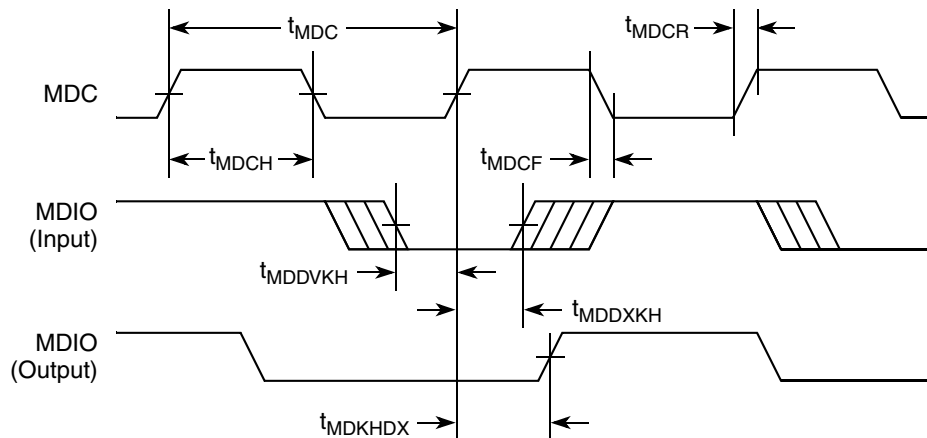 tMDC
tMDCR
MDC
tMDCH
tMDCF
MDIO
(Input)
tMDDVKH
tMDDXKH
MDIO
(Output)
tMDKHDX